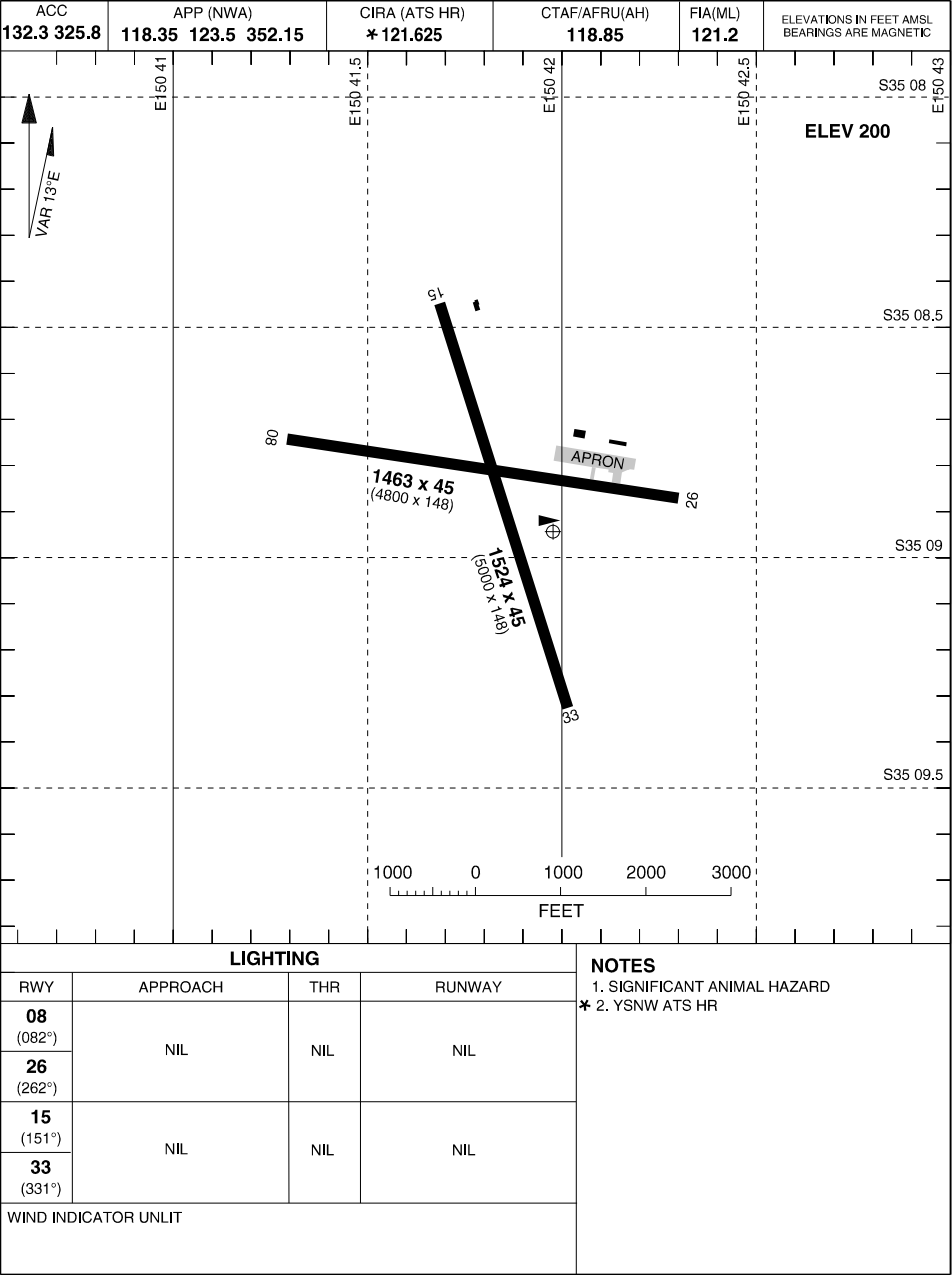 ACC
132.3 325.8
APP (NWA)
118.35 123.5 352.15
CIRA (ATS HR)
*121.625
CTAF/AFRU(AH)
118.85
FIA(ML)
121.2
ELEVATIONS IN FEET AMSL
BEARINGS ARE MAGNETIC
E150 41
E150 41.5
E150 42
E150 42.5
E150 43
S35 08
ELEV 200
VAR 13°E
15
S35 08.5
08
APRON
1463 x 45
(4800 x 148)
26
S35 09
1524 x 45
(5000 x 148)
33
S35 09.5
1000 0 1000 2000 3000
FEET
LIGHTING
RWY APPROACH THR RUNWAY
08
(082°)
NIL NIL NIL
26
(262°)
15
(151°)
NIL NIL NIL
33
(331°)
WIND INDICATOR UNLIT
NOTES
1. SIGNIFICANT ANIMAL HAZARD
* 2. YSNW ATS HR